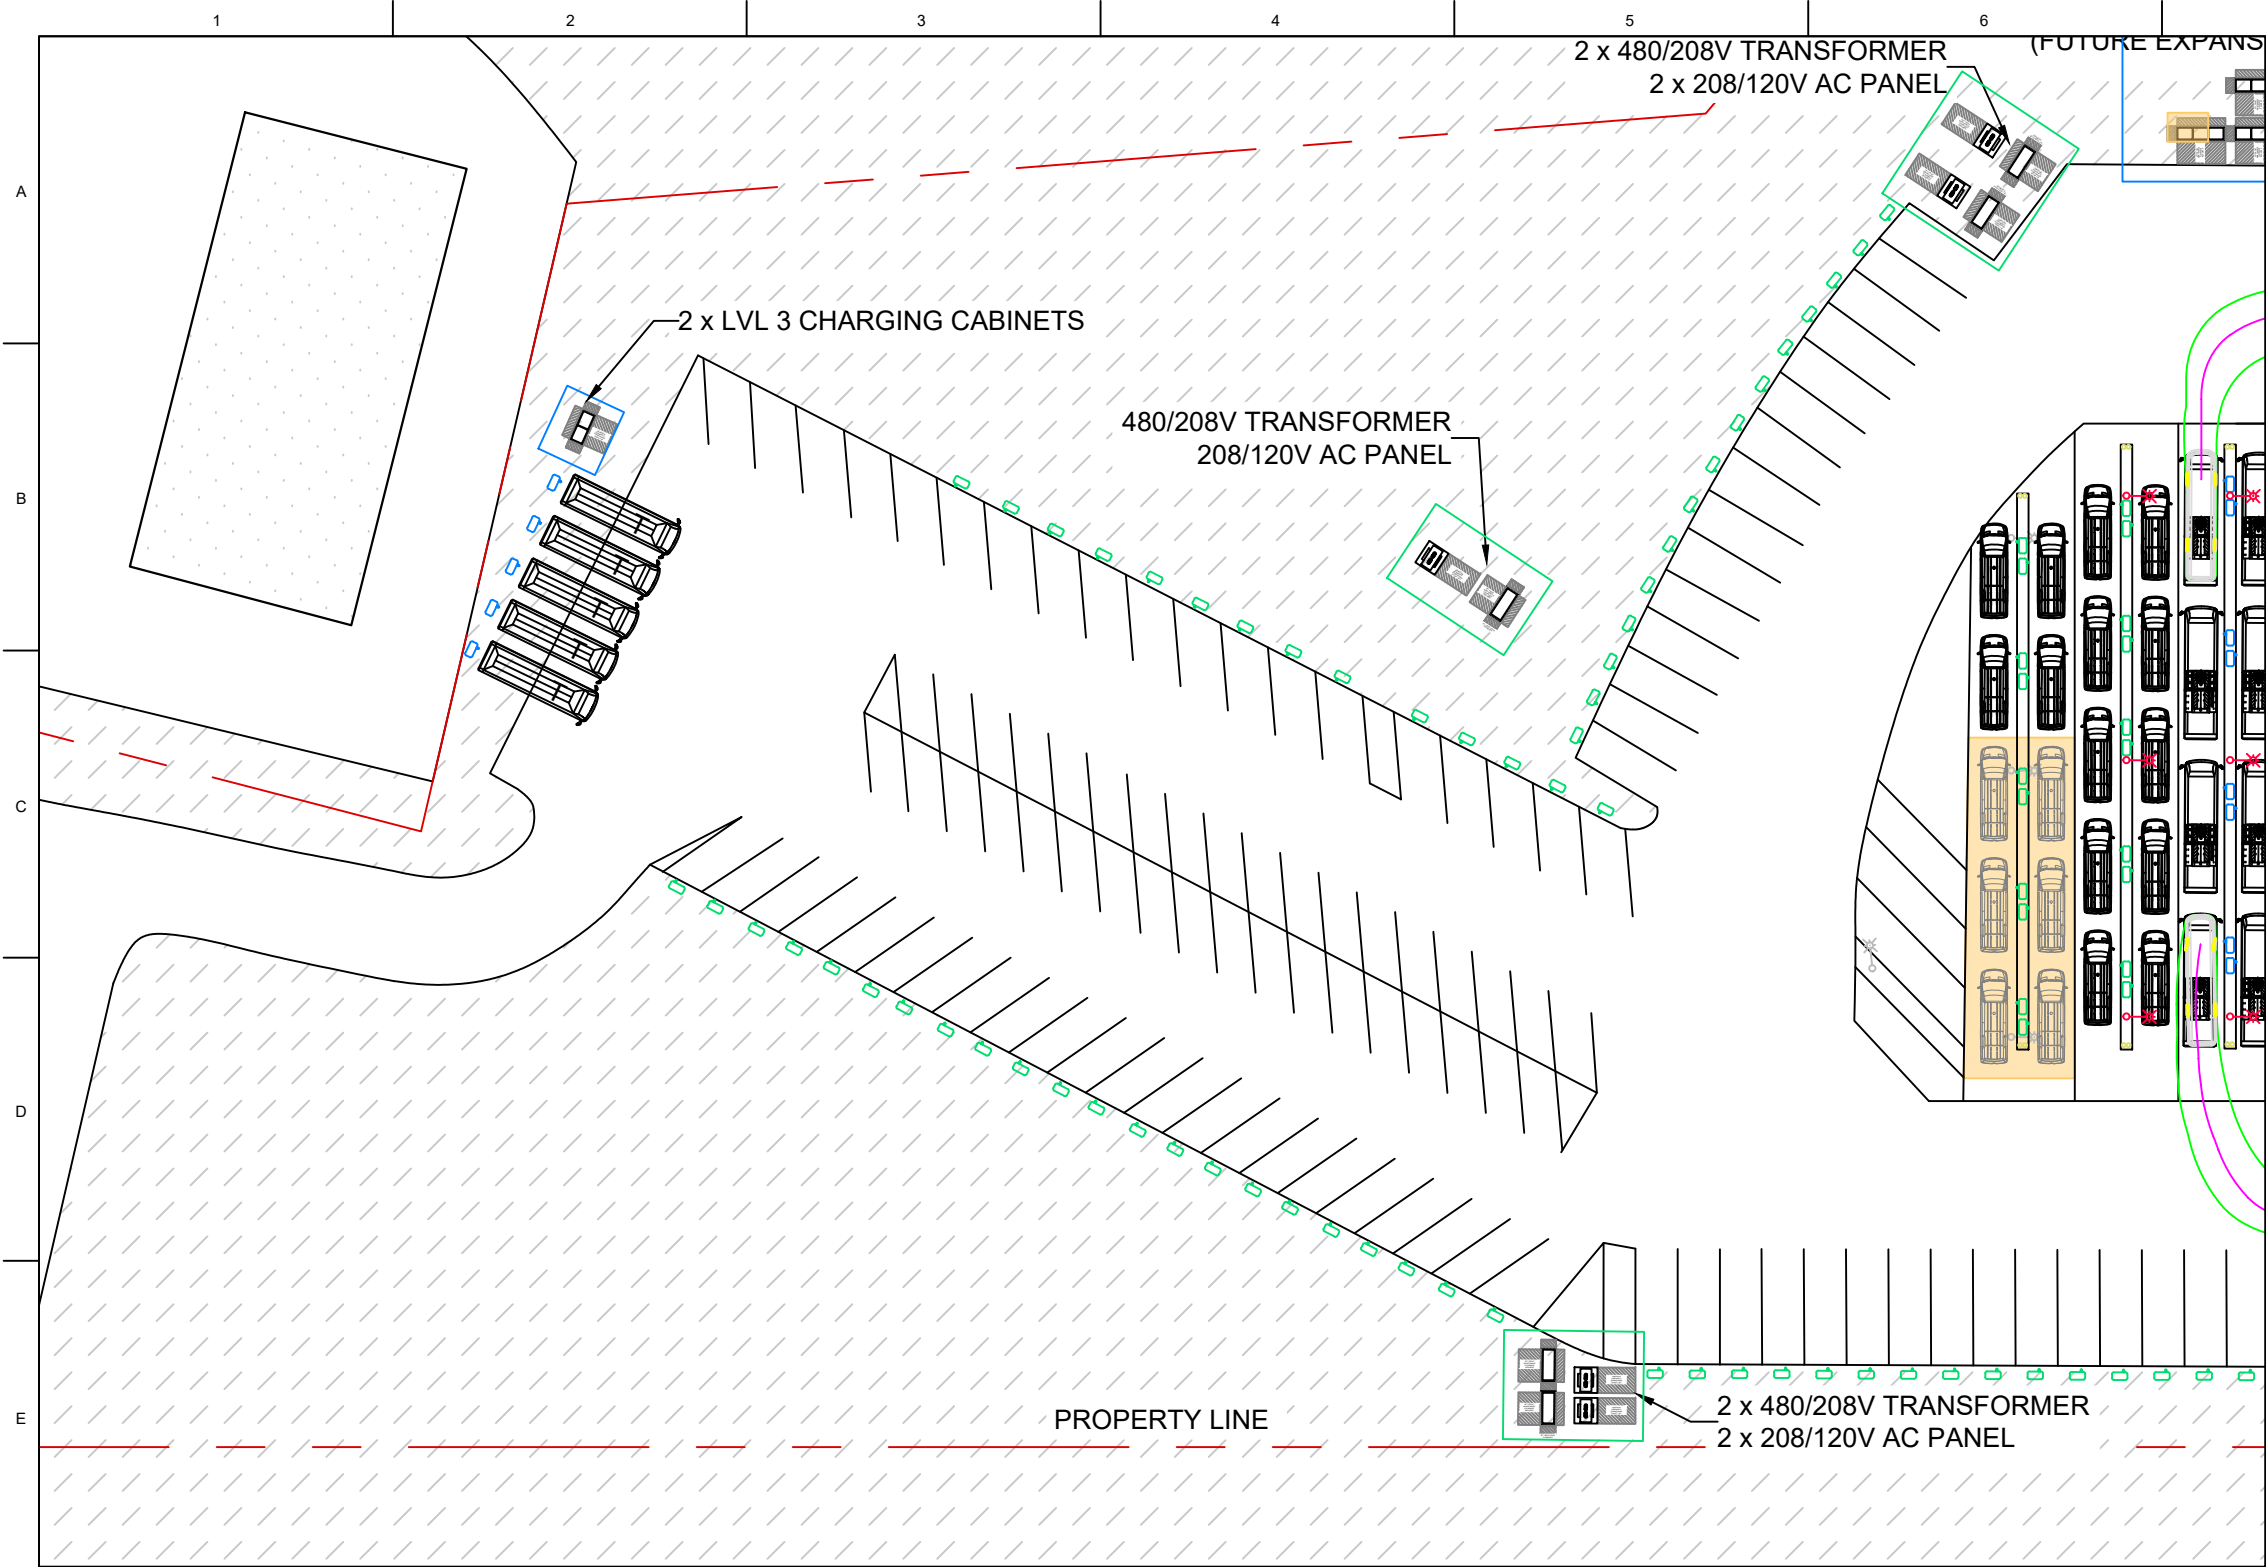 1 2 3 4 5 6
(FUTURE EXPANS
2 x 480/208V TRANSFORMER
2 x 208/120V AC PANEL
A
2 x LVL 3 CHARGING CABINETS
480/208V TRANSFORMER
208/120V AC PANEL
B
C
D
2 x 480/208V TRANSFORMER
2 x 208/120V AC PANEL
PROPERTY LINE
E